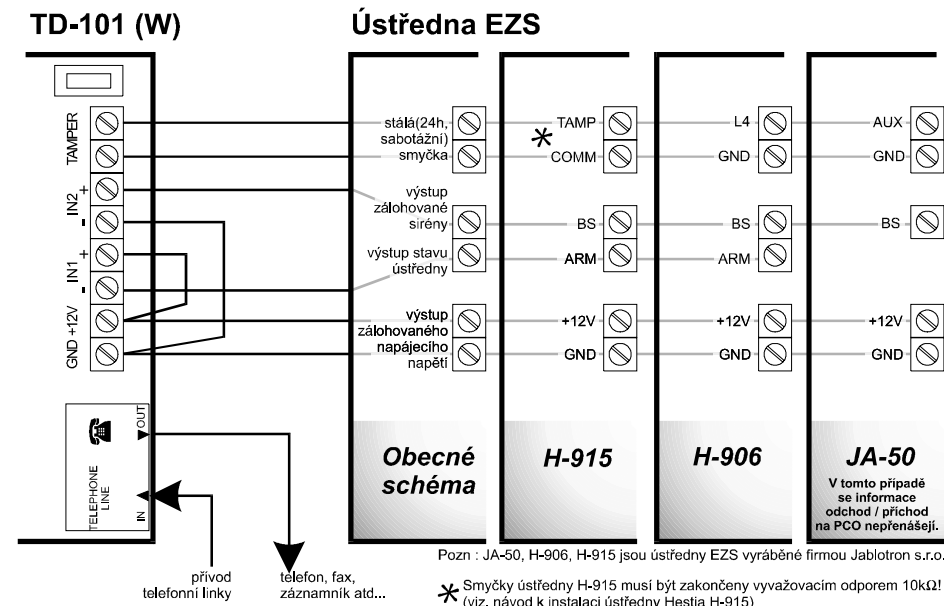 TD-101 (W)
Ústředna EZS
TAMPER
IN2
+
-
IN1
+
-
+12V
GND
OUT
TELEPHONE
LINE
IN
přívod
telefonní linky
telefon, fax,
záznamník atd...
stálá(24h,
sabotážní)
smyčka
výstup
zálohované
sirény
výstup stavu
ústředny
výstup
zálohovaného
napájecího
napětí
Obecné
schéma
TAMP
*
COMM
BS
ARM
+12V
GND
H-915
L4
GND
BS
ARM
+12V
GND
H-906
AUX
GND
BS
+12V
GND
JA-50
V tomto případě
se informace
odchod / příchod
na PCO nepřenášejí.
Pozn : JA-50, H-906, H-915 jsou ústředny EZS vyráběné firmou Jablotron s.r.o.
* Smyčky ústředny H-915 musí být zakončeny vyvažovacím odporem 10kΩ!
(viz. návod k instalaci ústředny Hestia H-915)